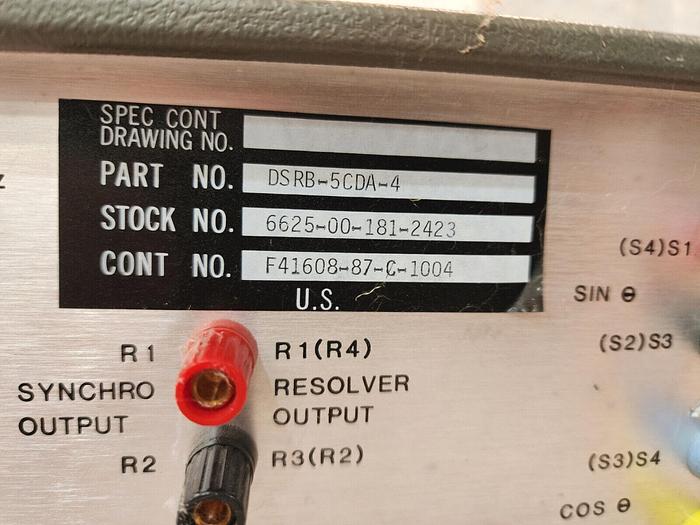 SPEC CONT
DRAWING NO.
PART NO. DSRB-5CDA-4
STOCK NO. 6625-00-181-2423
CONT NO. F41608-87-C-1004
U.S.
(S4)S1
SIN θ
(S2)S3
R1
R1(R4)
SYNCHRO
OUTPUT
RESOLVER
OUTPUT
R2
R3(R2)
(S3)S4
COS θ